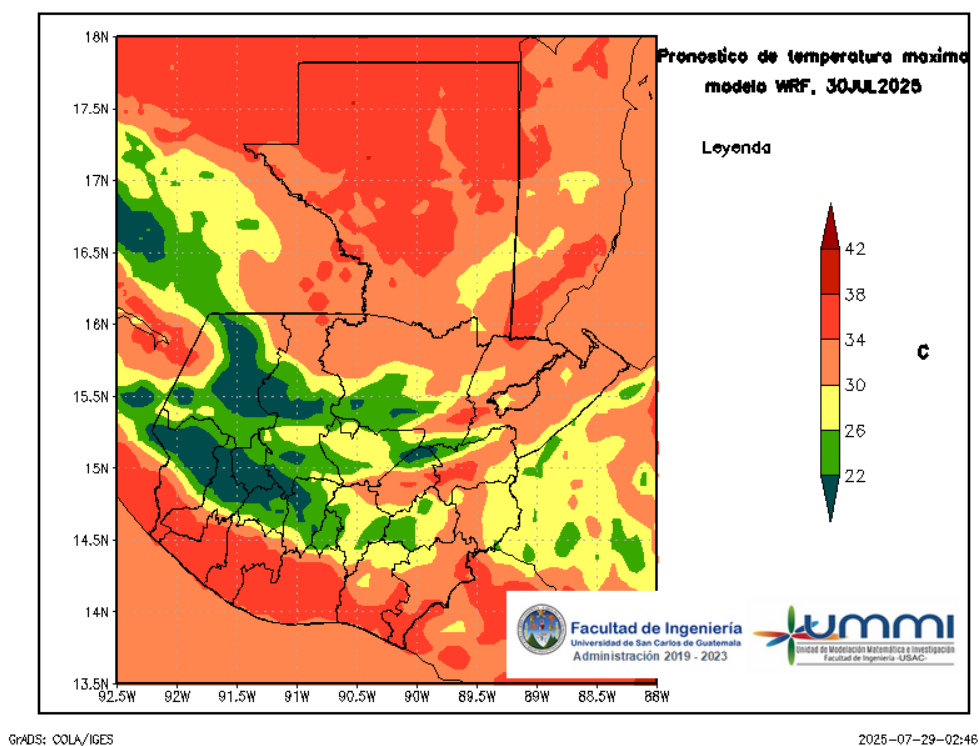 Pronostico de temperatura maxima
modelo WRF, 30JUL2025
Leyenda
18N
17.5N
17N
16.5N
16N
15.5N
15N
14.5N
14N
13.5N
92.5W
92W
91.5W
91W
90.5W
90W
89.5W
89W
88.5W
88W
42
38
34
30
26
22
C
Facultad de Ingeniería
Universidad de San Carlos de Guatemala
Administración 2019 - 2023
UMMI
Unidad de Modelación Matemática e Investigación
Facultad de Ingeniería -USAC-
GrADS: COLA/IGES
2025-07-29-02:46